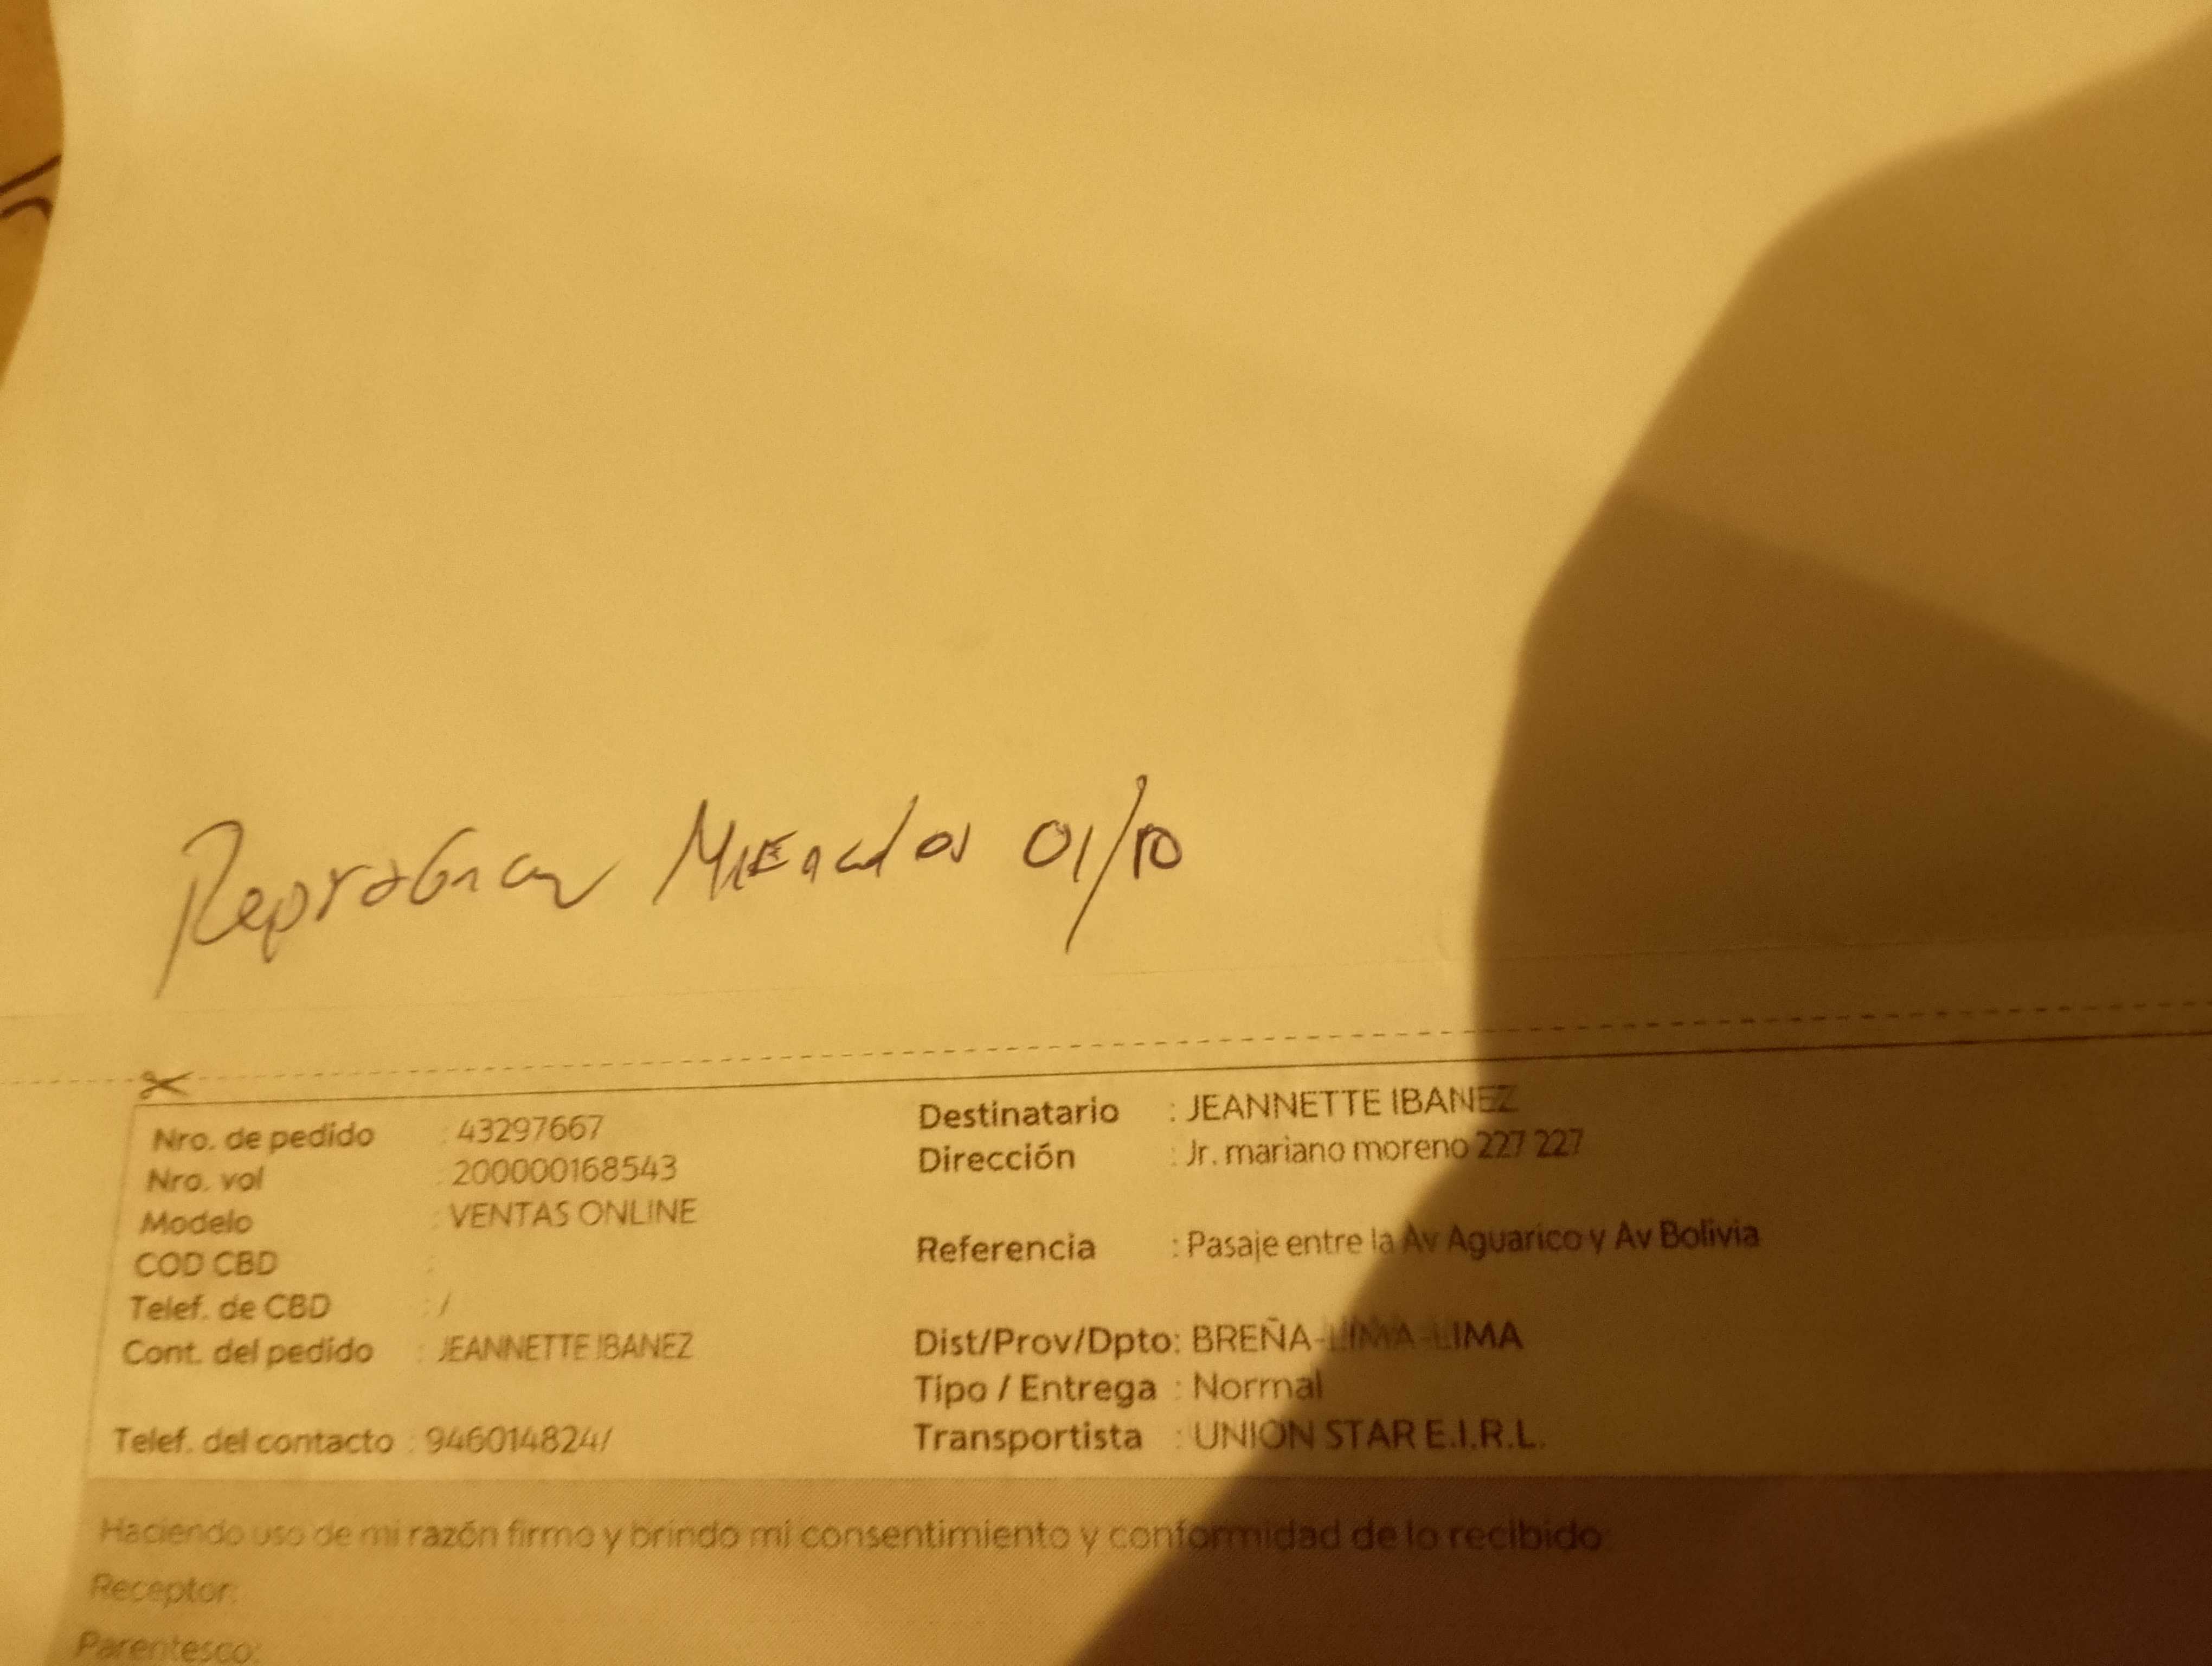 Reprogramar Miercoles 01/10
Nro. de pedido : 43297667
Nro. vol : 200000168543
Modelo : VENTAS ONLINE
COD CBD :
Telef. de CBD : /
Cont. del pedido : JEANNETTE IBANEZ
Telef. del contacto : 946014824/
Destinatario : JEANNETTE IBANEZ
Dirección : Jr. mariano moreno 227 227
Referencia : Pasaje entre la Av Aguarico y Av Bolivia
Dist/Prov/Dpto: BREÑA-LIMA-LIMA
Tipo / Entrega : Normal
Transportista : UNION STAR E.I.R.L.
Haciendo uso de mi razón firmo y brindo mi consentimiento y conformidad de lo recibido:
Receptor:
Parentesco: